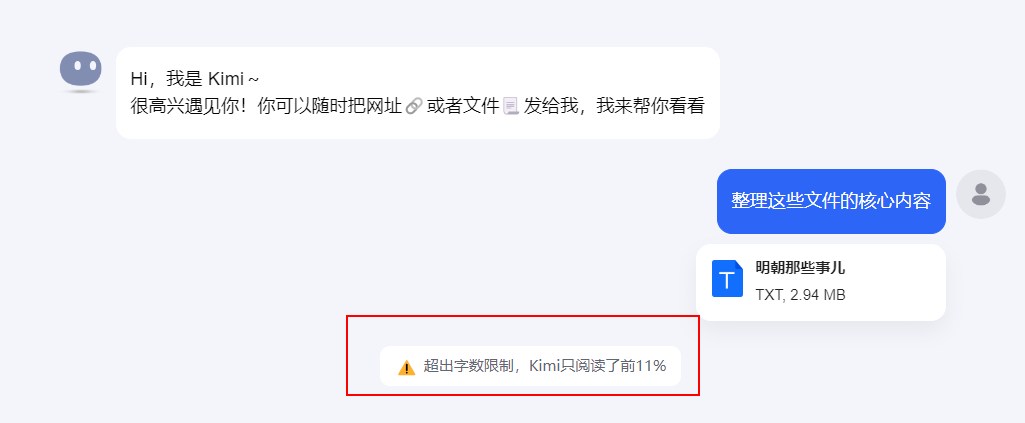 Hi，我是 Kimi～
很高兴遇见你！你可以随时把网址🔗或者文件📃发给我，我来帮你看看
整理这些文件的核心内容
明朝那些事儿
T
TXT, 2.94 MB
⚠️ 超出字数限制，Kimi只阅读了前11%